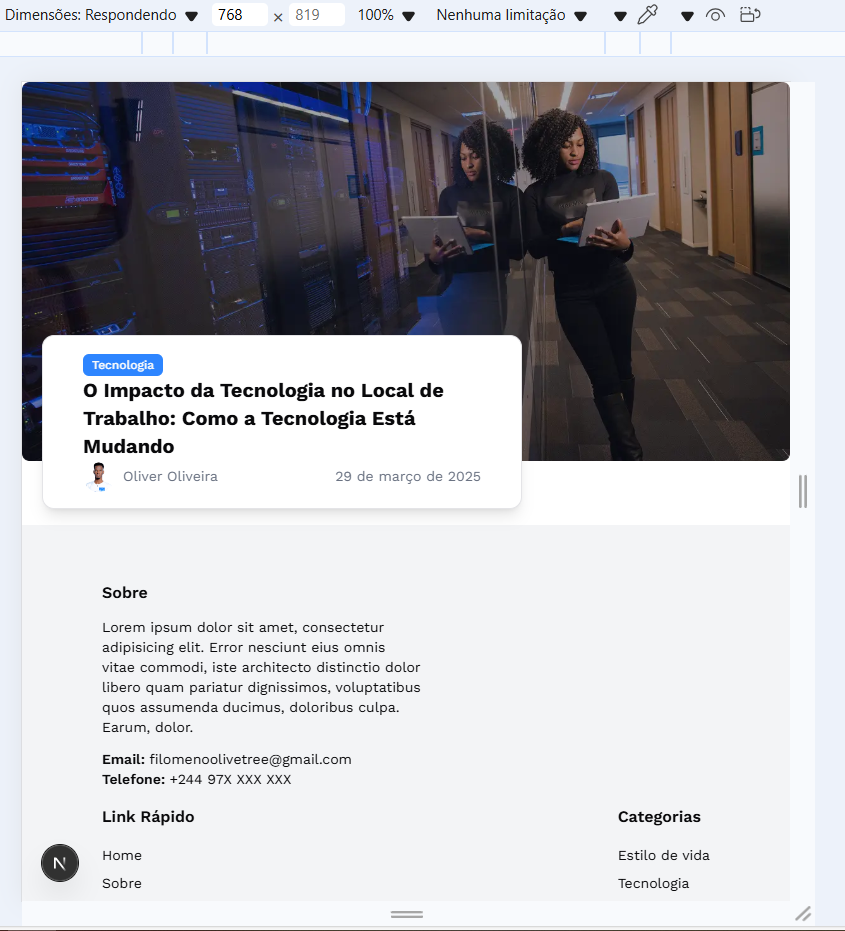 Dimensões: Respondendo 768 × 819 100% Nenhuma limitação
Tecnologia
O Impacto da Tecnologia no Local de
Trabalho: Como a Tecnologia Está
Mudando
Oliver Oliveira 29 de março de 2025
Sobre
Lorem ipsum dolor sit amet, consectetur
adipisicing elit. Error nesciunt eius omnis
vitae commodi, iste architecto distinctio dolor
libero quam pariatur dignissimos, voluptatibus
quos assumenda ducimus, doloribus culpa.
Earum, dolor.
Email: filomenoolivetree@gmail.com
Telefone: +244 97X XXX XXX
Link Rápido Categorias
Home Estilo de vida
Sobre Tecnologia
N